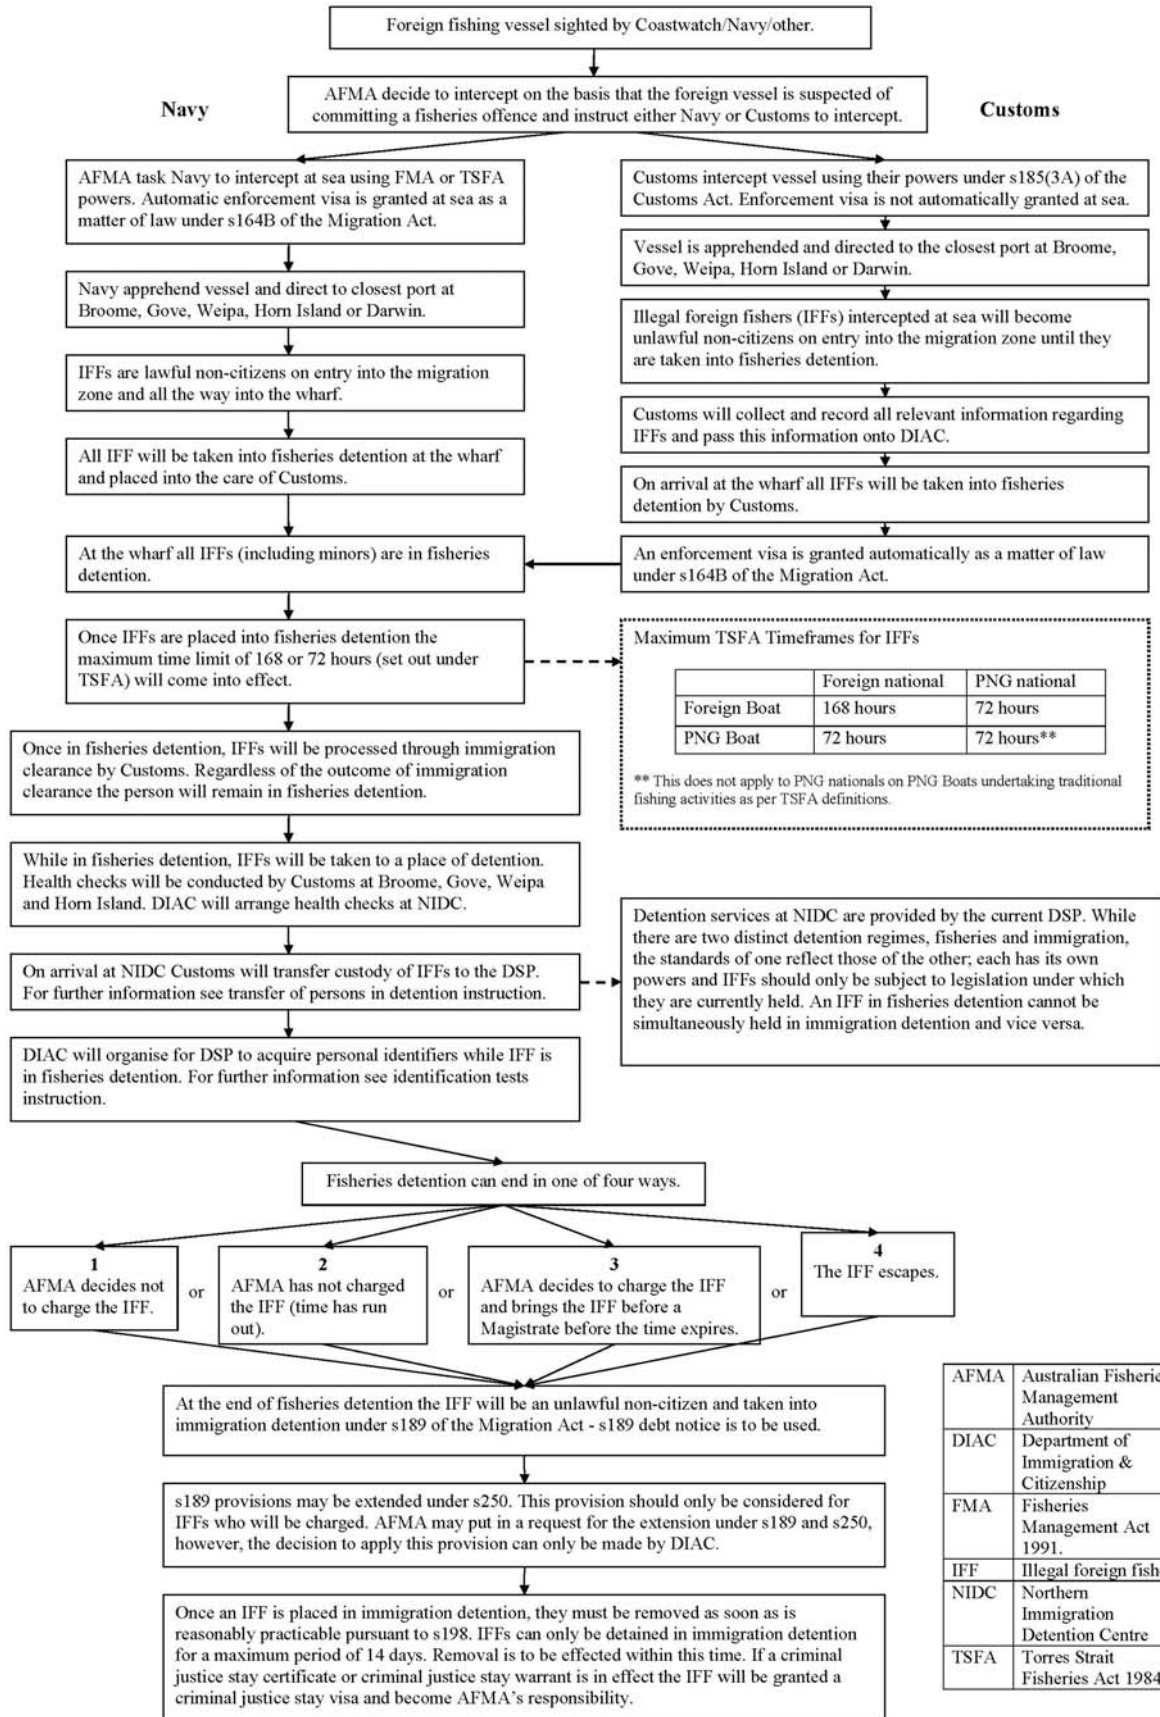 Foreign fishing vessel sighted by Coastwatch/Navy/other.
Navy
AFMA decide to intercept on the basis that the foreign vessel is suspected of
committing a fisheries offence and instruct either Navy or Customs to intercept.
Customs
AFMA task Navy to intercept at sea using FMA or TSFA
powers. Automatic enforcement visa is granted at sea as a
matter of law under s164B of the Migration Act.
Navy apprehend vessel and direct to closest port at
Broome, Gove, Weipa, Horn Island or Darwin.
IFFs are lawful non-citizens on entry into the migration
zone and all the way into the wharf.
All IFF will be taken into fisheries detention at the wharf
and placed into the care of Customs.
At the wharf all IFFs (including minors) are in fisheries
detention.
Customs intercept vessel using their powers under s185(3A) of the
Customs Act. Enforcement visa is not automatically granted at sea.
Vessel is apprehended and directed to the closest port at Broome,
Gove, Weipa, Horn Island or Darwin.
Illegal foreign fishers (IFFs) intercepted at sea will become
unlawful non-citizens on entry into the migration zone until they
are taken into fisheries detention.
Customs will collect and record all relevant information regarding
IFFs and pass this information onto DIAC.
On arrival at the wharf all IFFs will be taken into fisheries
detention by Customs.
An enforcement visa is granted automatically as a matter of law
under s164B of the Migration Act.
Once IFFs are placed into fisheries detention the
maximum time limit of 168 or 72 hours (set out under
TSFA) will come into effect.
Maximum TSFA Timeframes for IFFs
Foreign national PNG national
Foreign Boat 168 hours 72 hours
PNG Boat 72 hours 72 hours**
** This does not apply to PNG nationals on PNG Boats undertaking traditional
fishing activities as per TSFA definitions.
Once in fisheries detention, IFFs will be processed through immigration
clearance by Customs. Regardless of the outcome of immigration
clearance the person will remain in fisheries detention.
While in fisheries detention, IFFs will be taken to a place of detention.
Health checks will be conducted by Customs at Broome, Gove, Weipa
and Horn Island. DIAC will arrange health checks at NIDC.
On arrival at NIDC Customs will transfer custody of IFFs to the DSP.
For further information see transfer of persons in detention instruction.
Detention services at NIDC are provided by the current DSP. While
there are two distinct detention regimes, fisheries and immigration,
the standards of one reflect those of the other; each has its own
powers and IFFs should only be subject to legislation under which
they are currently held. An IFF in fisheries detention cannot be
simultaneously held in immigration detention and vice versa.
DIAC will organise for DSP to acquire personal identifiers while IFF is
in fisheries detention. For further information see identification tests
instruction.
Fisheries detention can end in one of four ways.
1
AFMA decides not
to charge the IFF.
or
2
AFMA has not charged
the IFF (time has run
out).
or
3
AFMA decides to charge the IFF
and brings the IFF before a
Magistrate before the time expires.
or
4
The IFF escapes.
At the end of fisheries detention the IFF will be an unlawful non-citizen and taken into
immigration detention under s189 of the Migration Act - s189 debt notice is to be used.
s189 provisions may be extended under s250. This provision should only be considered for
IFFs who will be charged. AFMA may put in a request for the extension under s189 and s250,
however, the decision to apply this provision can only be made by DIAC.
Once an IFF is placed in immigration detention, they must be removed as soon as is
reasonably practicable pursuant to s198. IFFs can only be detained in immigration detention
for a maximum period of 14 days. Removal is to be effected within this time. If a criminal
justice stay certificate or criminal justice stay warrant is in effect the IFF will be granted a
criminal justice stay visa and become AFMA's responsibility.
AFMA Australian Fisherie
Management
Authority
DIAC Department of
Immigration &
Citizenship
FMA Fisheries
Management Act
1991.
IFF Illegal foreign fishe
NIDC Northern
Immigration
Detention Centre
TSFA Torres Strait
Fisheries Act 1984